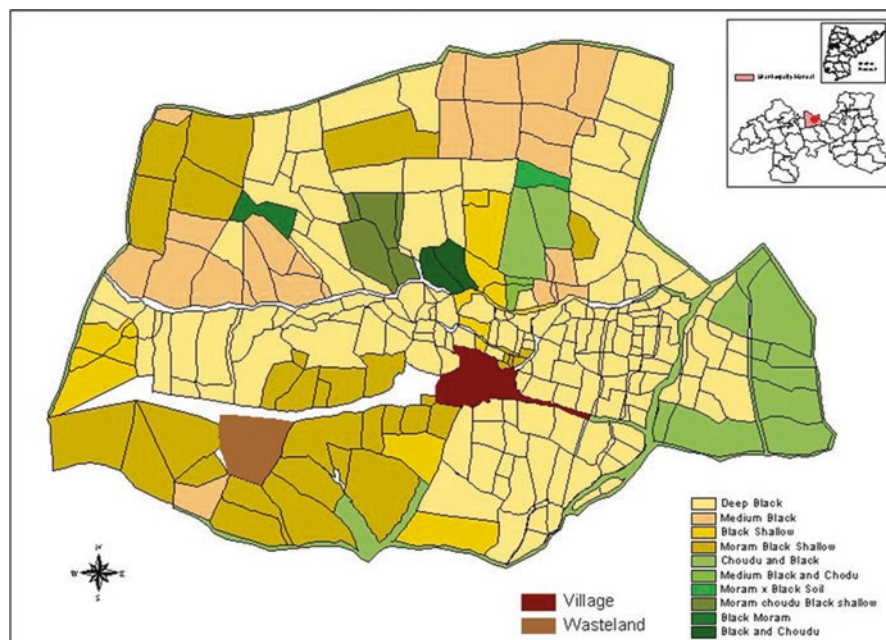 N
W
E
S
Village
Wasteland
Deep Black
Medium Black
Black Shallow
Moram Black Shallow
Choudu and Black
Medium Black and Chodu
Moram x Black Soil
Moram choudu Black shallow
Black Moram
Black and Choudu